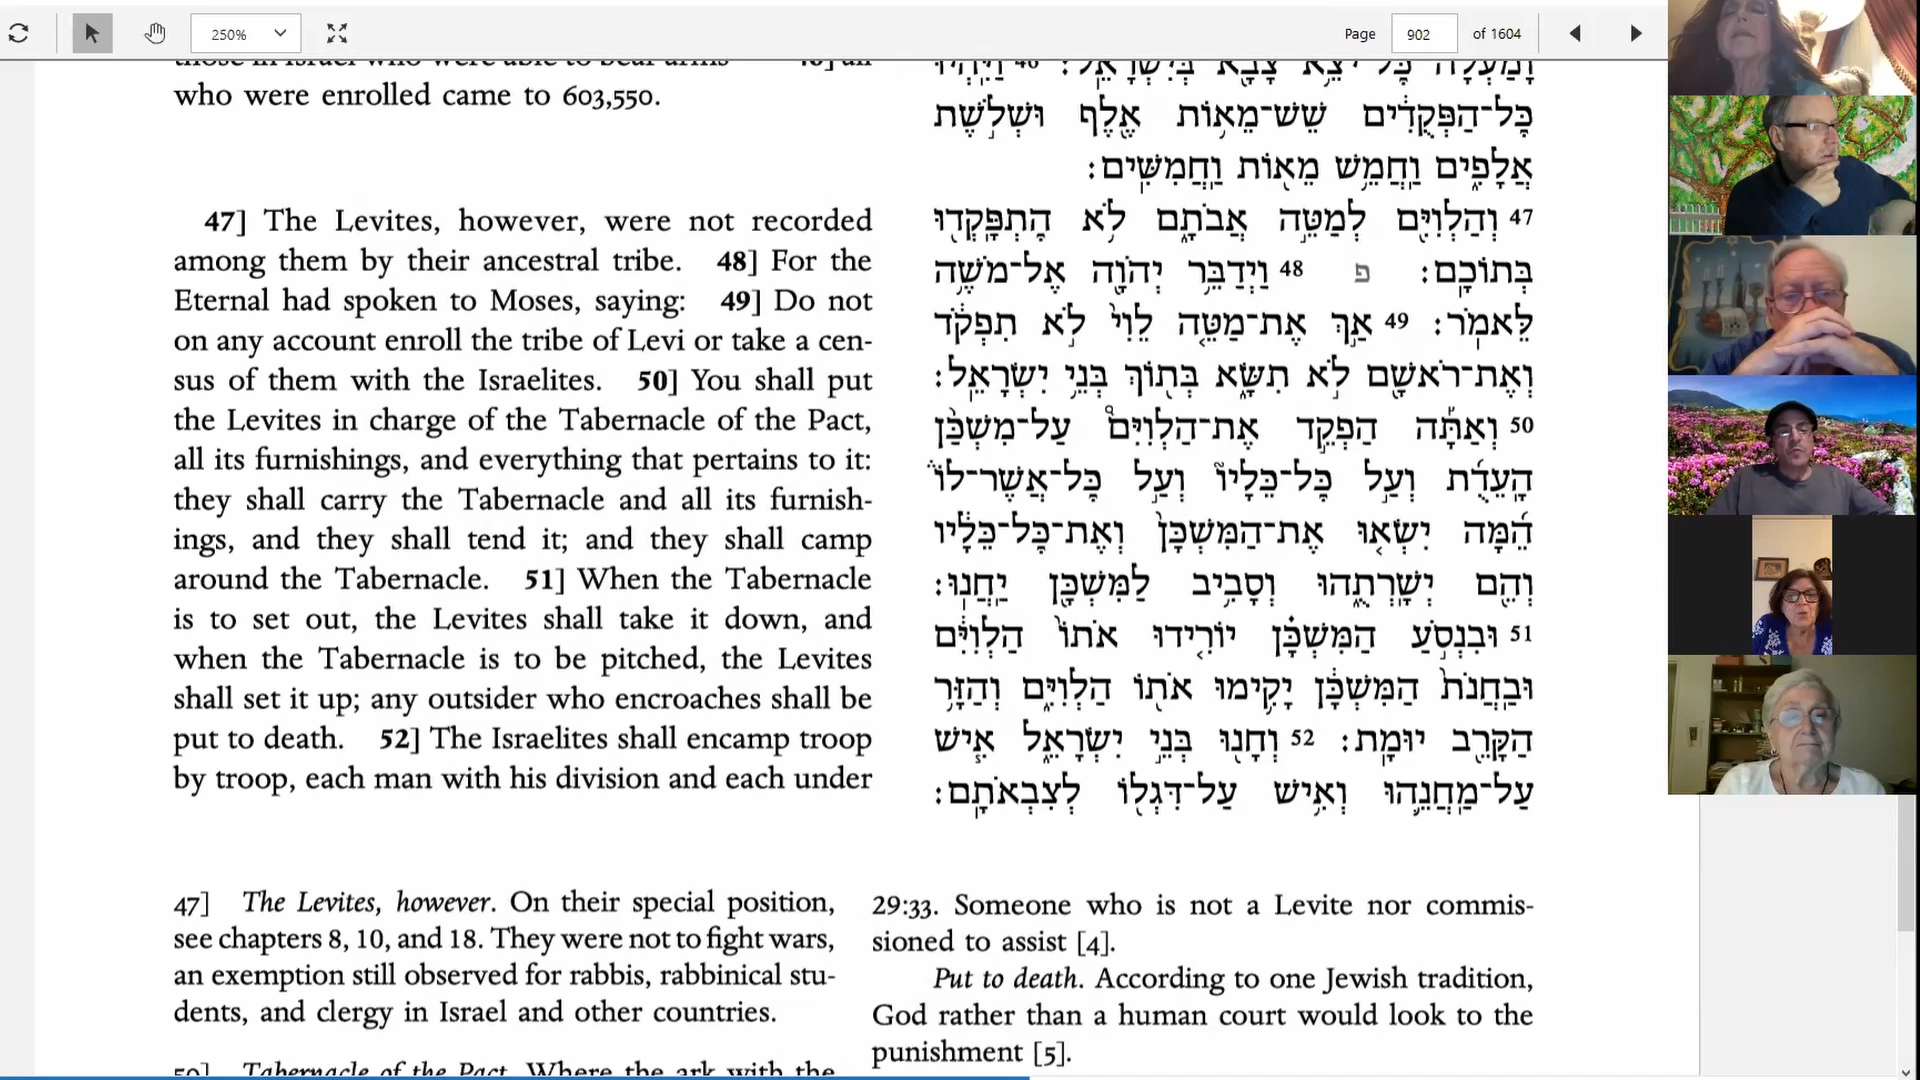 250%
Page 902 of 1604
who were enrolled came to 603,550.
47] The Levites, however, were not recorded
among them by their ancestral tribe. 48] For the
Eternal had spoken to Moses, saying: 49] Do not
on any account enroll the tribe of Levi or take a cen-
sus of them with the Israelites. 50] You shall put
the Levites in charge of the Tabernacle of the Pact,
all its furnishings, and everything that pertains to it:
they shall carry the Tabernacle and all its furnish-
ings, and they shall tend it; and they shall camp
around the Tabernacle. 51] When the Tabernacle
is to set out, the Levites shall take it down, and
when the Tabernacle is to be pitched, the Levites
shall set it up; any outsider who encroaches shall be
put to death. 52] The Israelites shall encamp troop
by troop, each man with his division and each under
כׇּל־הַפְּקֻדִ֔ים שֵׁשׁ־מֵא֥וֹת אֶ֖לֶף וּשְׁלֹ֣שֶׁת
אֲלָפִ֑ים וַחֲמֵ֥שׁ מֵא֖וֹת וַחֲמִשִּֽׁים׃
47 וְהַלְוִיִּ֖ם לְמַטֵּ֣ה אֲבֹתָ֑ם לֹ֥א הׇתְפָּקְד֖וּ
בְּתוֹכָֽם׃ פ 48 וַיְדַבֵּ֥ר יְהֹוָ֖ה אֶל־מֹשֶׁ֥ה
לֵּאמֹֽר׃ 49 אַ֣ךְ אֶת־מַטֵּ֤ה לֵוִי֙ לֹ֣א תִפְקֹ֔ד
וְאֶת־רֹאשָׁ֖ם לֹ֣א תִשָּׂ֑א בְּת֖וֹךְ בְּנֵ֥י יִשְׂרָאֵֽל׃
50 וְאַתָּ֡ה הַפְקֵ֣ד אֶת־הַלְוִיִּם֩ עַל־מִשְׁכַּ֨ן
הָעֵדֻ֜ת וְעַ֣ל כׇּל־כֵּלָיו֮ וְעַ֣ל כׇּל־אֲשֶׁר־לוֹ֒
הֵ֜מָּה יִשְׂא֤וּ אֶת־הַמִּשְׁכָּן֙ וְאֶת־כׇּל־כֵּלָ֔יו
וְהֵ֖ם יְשָׁרְתֻ֑הוּ וְסָבִ֥יב לַמִּשְׁכָּ֖ן יַחֲנֽוּ׃
51 וּבִנְסֹ֣עַ הַמִּשְׁכָּ֗ן יוֹרִ֤ידוּ אֹתוֹ֙ הַלְוִיִּ֔ם
וּבַחֲנֹת֙ הַמִּשְׁכָּ֔ן יָקִ֥ימוּ אֹת֖וֹ הַלְוִיִּ֑ם וְהַזָּ֥ר
הַקָּרֵ֖ב יוּמָֽת׃ 52 וְחָנ֖וּ בְּנֵ֣י יִשְׂרָאֵ֑ל אִ֧ישׁ
עַֽל־מַחֲנֵ֛הוּ וְאִ֥ישׁ עַל־דִּגְל֖וֹ לְצִבְאֹתָֽם׃
47] The Levites, however. On their special position,
see chapters 8, 10, and 18. They were not to fight wars,
an exemption still observed for rabbis, rabbinical stu-
dents, and clergy in Israel and other countries.
50] Tabernacle of the Pact. Where the ark with the
29:33. Someone who is not a Levite nor commis-
sioned to assist [4].
Put to death. According to one Jewish tradition,
God rather than a human court would look to the
punishment [5].